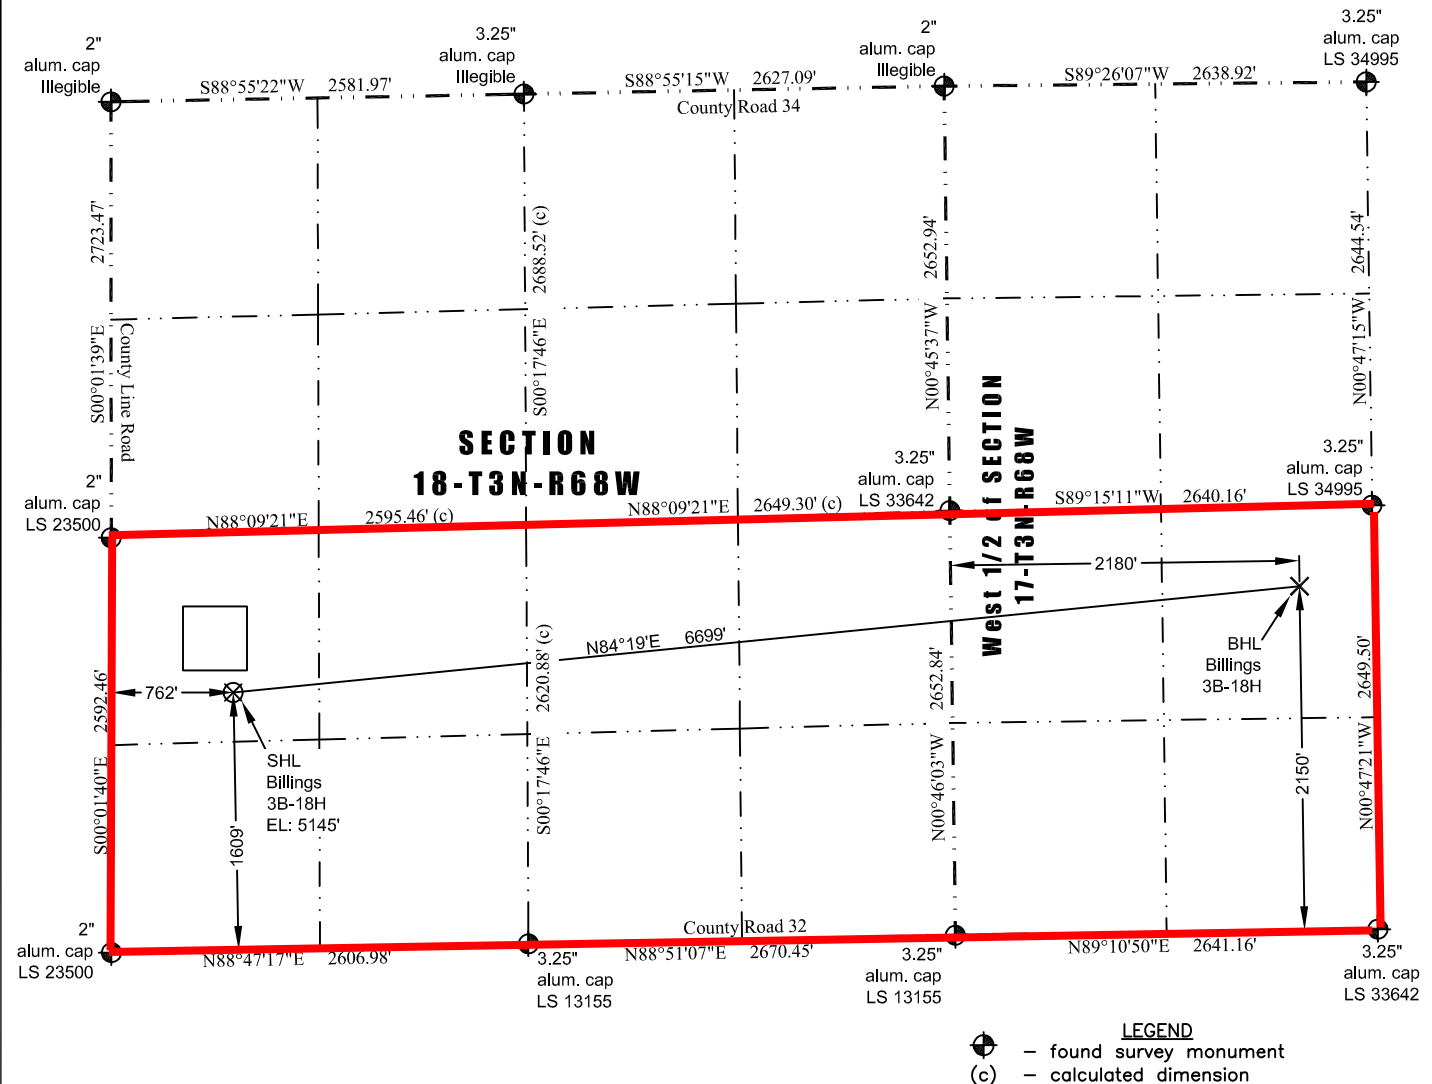 2"
alum. cap
Illegible
3.25"
alum. cap
Illegible
2"
alum. cap
Illegible
3.25"
alum. cap
LS 34995
S88°55'22"W 2581.97'
S88°55'15"W 2627.09'
S89°26'07"W 2638.92'
County Road 34
2723.47'
S00°01'39"E
County Line Road
2688.52' (c)
S00°17'46"E
2652.94'
N00°45'37"W
2644.54'
N00°47'15"W
SECTION
18-T3N-R68W
West 1/2 of SECTION
17-T3N-R68W
2"
alum. cap
LS 23500
3.25"
alum. cap
LS 33642
3.25"
alum. cap
LS 34995
N88°09'21"E 2595.46' (c)
N88°09'21"E 2649.30' (c)
S89°15'11"W 2640.16'
2180'
N84°19'E 6699'
BHL
Billings
3B-18H
762'
2592.46'
S00°01'40"E
2620.88' (c)
S00°17'46"E
2652.84'
N00°46'03"W
2649.50'
N00°47'21"W
SHL
Billings
3B-18H
EL: 5145'
1609'
2150'
2"
alum. cap
LS 23500
County Road 32
N88°47'17"E 2606.98'
N88°51'07"E 2670.45'
N89°10'50"E 2641.16'
3.25"
alum. cap
LS 13155
3.25"
alum. cap
LS 13155
3.25"
alum. cap
LS 33642
LEGEND
– found survey monument
(c) – calculated dimension